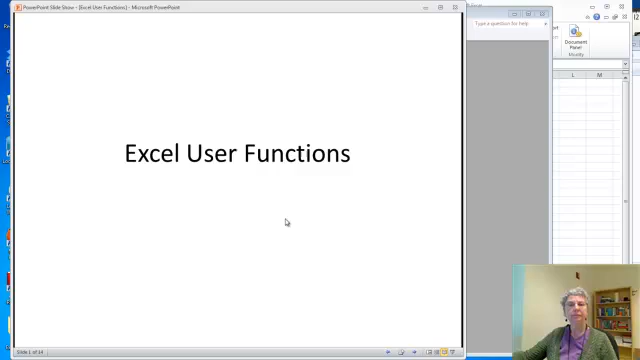 PowerPoint Slide Show - [Excel User Functions] - Microsoft PowerPoint
Type a question for help
Document
Panel
L M
Excel User Functions
Slide 1 of 14